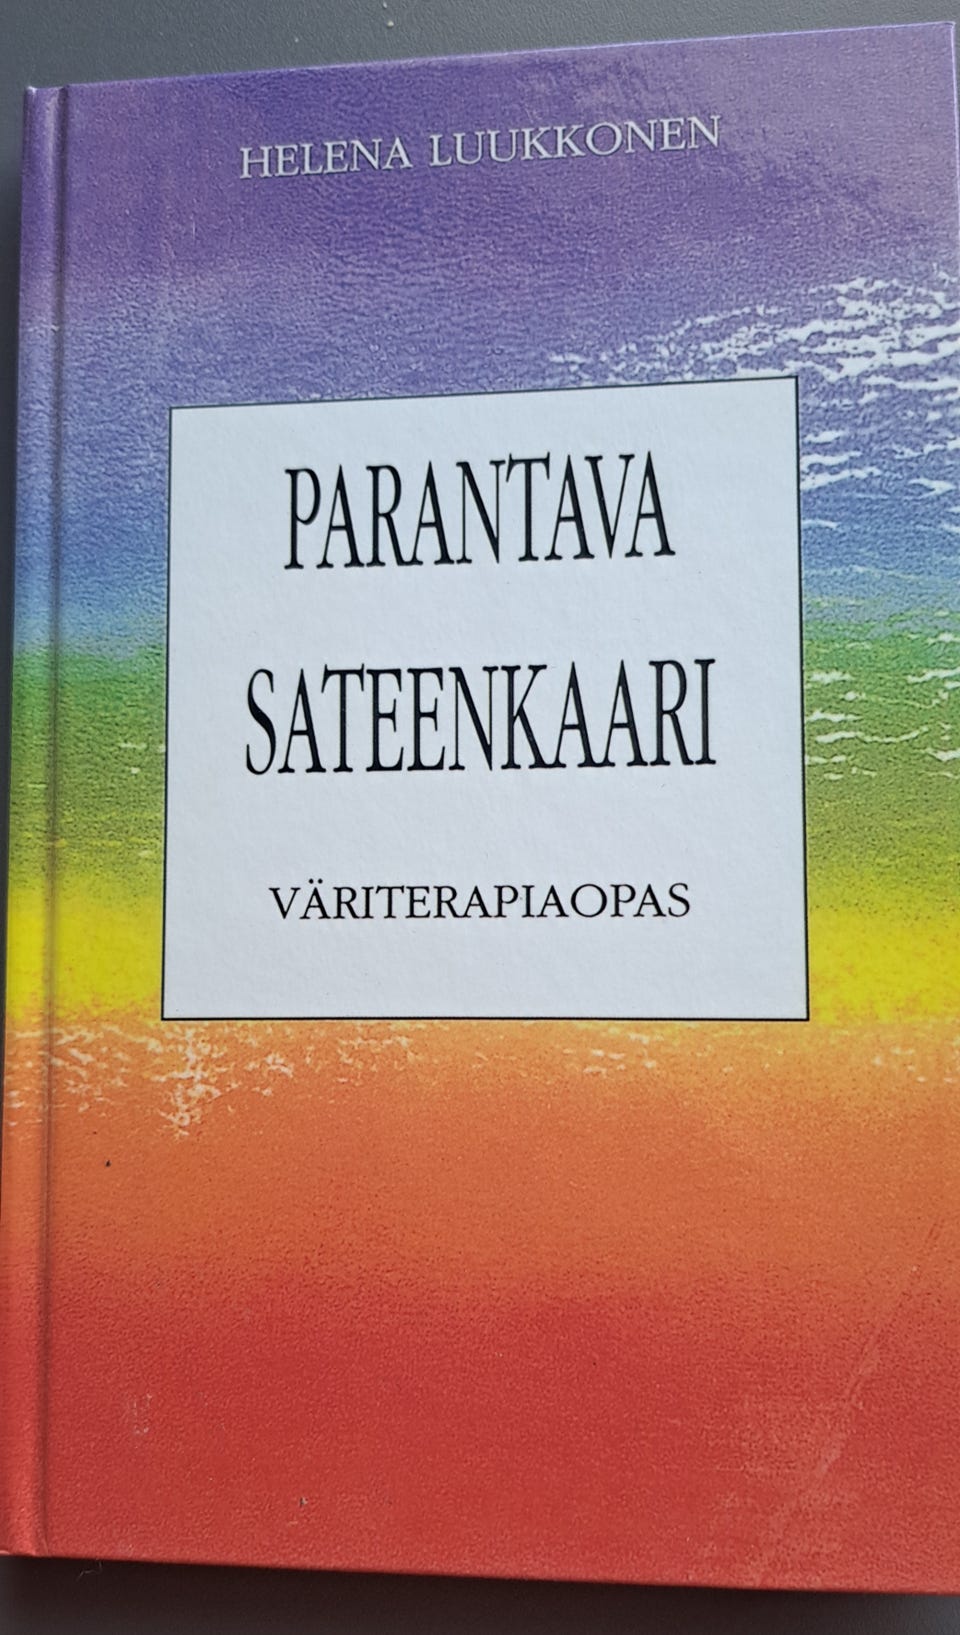 HELENA LUUKKONEN
PARANTAVA
SATEENKAARI
VÄRITERAPIAOPAS